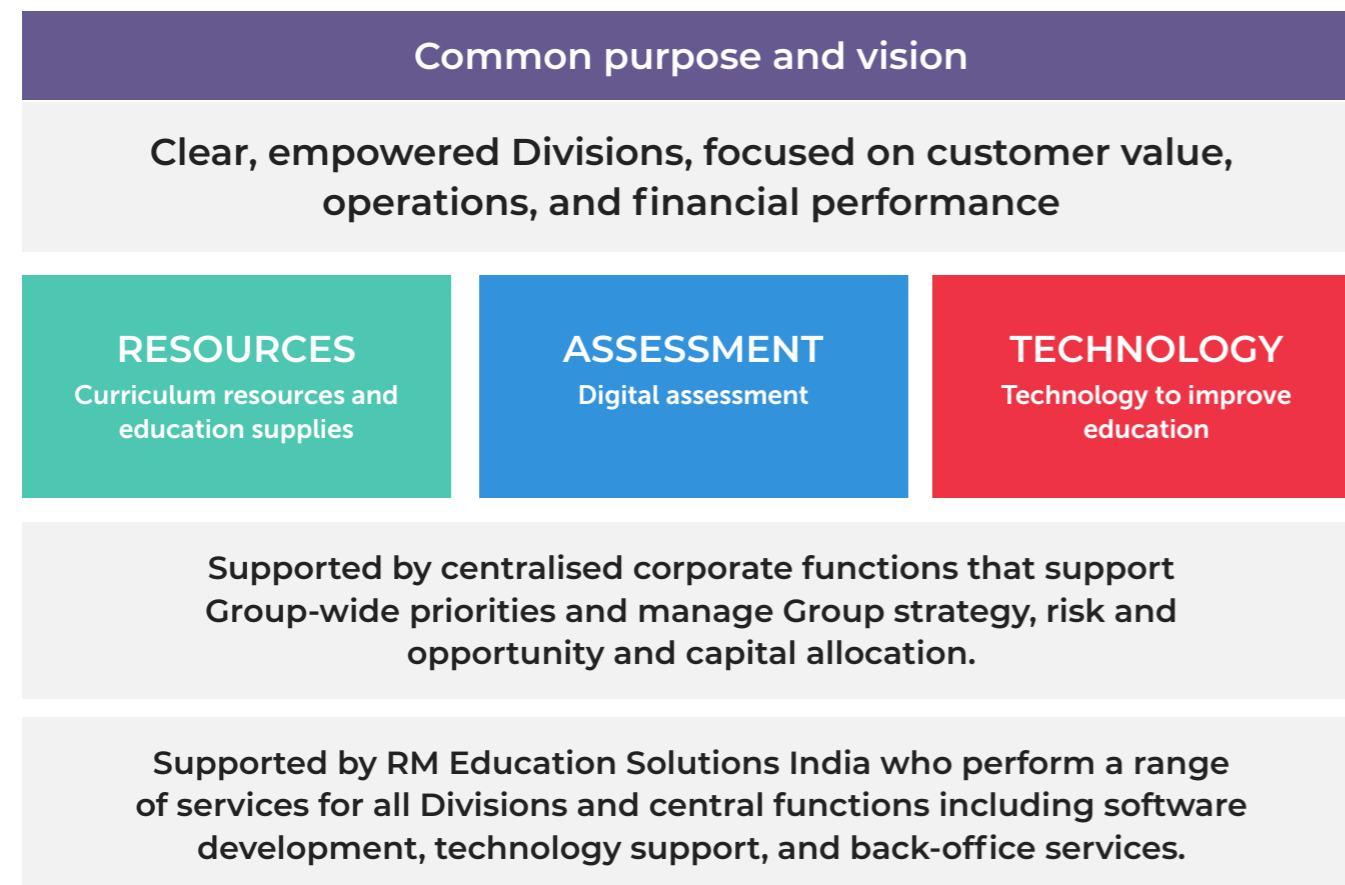 Common purpose and vision
Clear, empowered Divisions, focused on customer value,
operations, and financial performance
RESOURCES
Curriculum resources and
education supplies
ASSESSMENT
Digital assessment
TECHNOLOGY
Technology to improve
education
Supported by centralised corporate functions that support
Group-wide priorities and manage Group strategy, risk and
opportunity and capital allocation.
Supported by RM Education Solutions India who perform a range
of services for all Divisions and central functions including software
development, technology support, and back-office services.